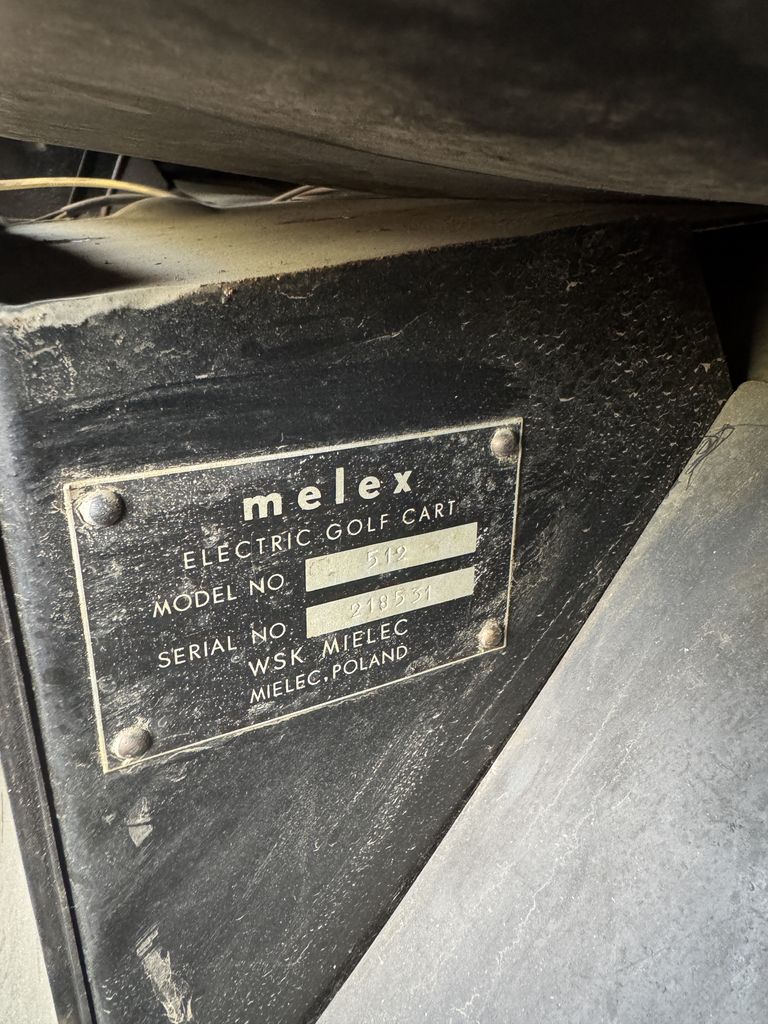 melex
ELECTRIC GOLF CART
MODEL NO 512
SERIAL NO. 218531
WSK MIELEC
MIELEC, POLAND